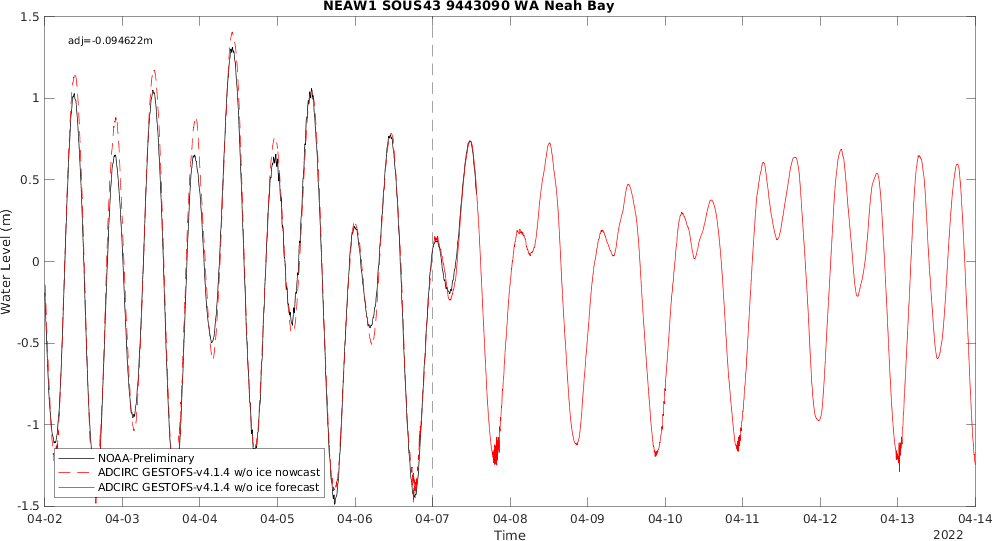 NEAW1 SOUS43 9443090 WA Neah Bay
adj=-0.094622m
1.5
1
0.5
0
-0.5
-1
-1.5
Water Level (m)
NOAA-Preliminary
ADCIRC GESTOFS-v4.1.4 w/o ice nowcast
ADCIRC GESTOFS-v4.1.4 w/o ice forecast
04-02 04-03 04-04 04-05 04-06 04-07 04-08 04-09 04-10 04-11 04-12 04-13 04-14
Time
2022